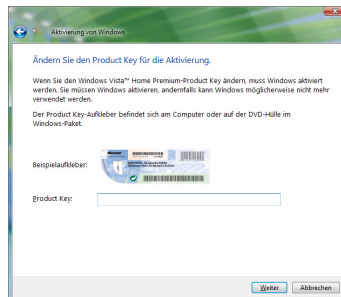 Aktivierung von Windows
Ändern Sie den Product Key für die Aktivierung.
Wenn Sie den Windows Vista™ Home Premium-Product Key ändern, muss Windows aktiviert
werden. Sie müssen Windows aktivieren, andernfalls kann Windows möglicherweise nicht mehr
verwendet werden.
Der Product Key-Aufkleber befindet sich am Computer oder auf der DVD-Hülle im
Windows-Paket.
Beispielaufkleber:
Product Key:
Weiter Abbrechen